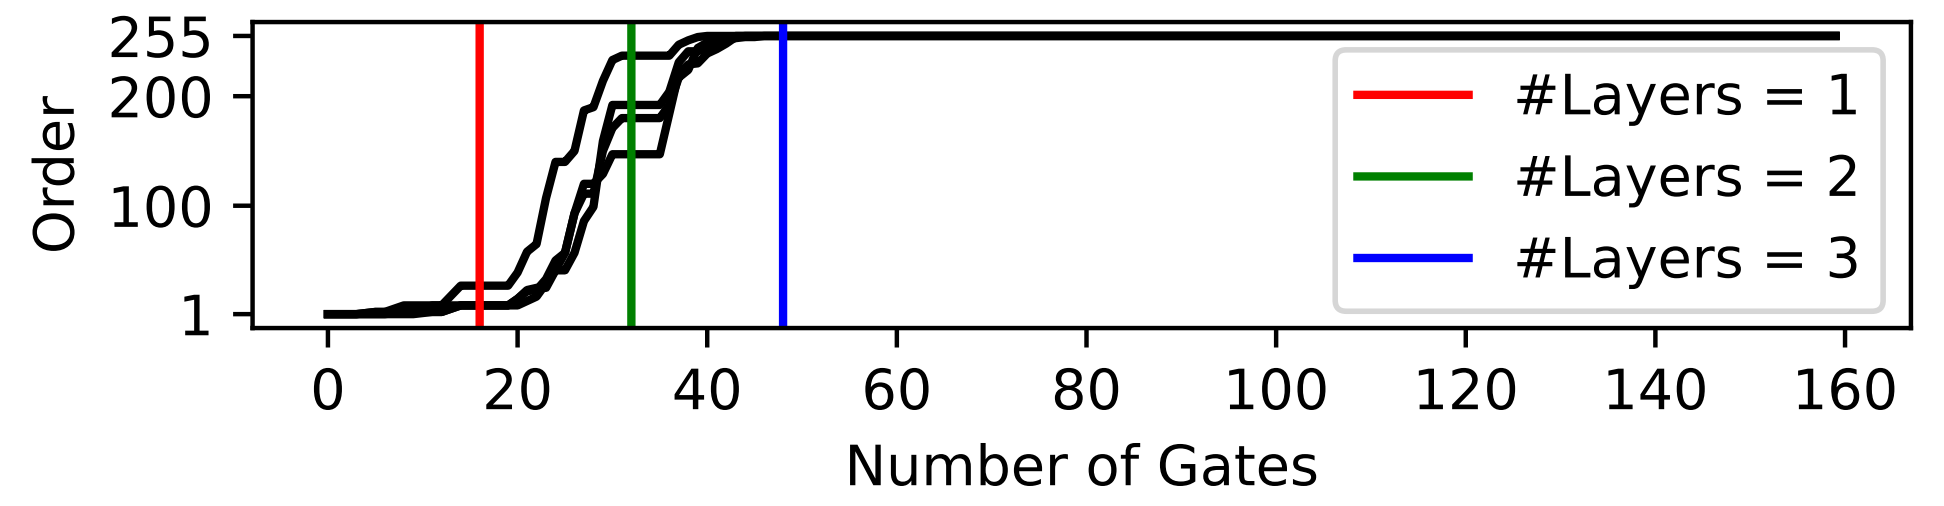 Order
255
200
100
1
#Layers = 1
#Layers = 2
#Layers = 3
0 20 40 60 80 100 120 140 160
Number of Gates